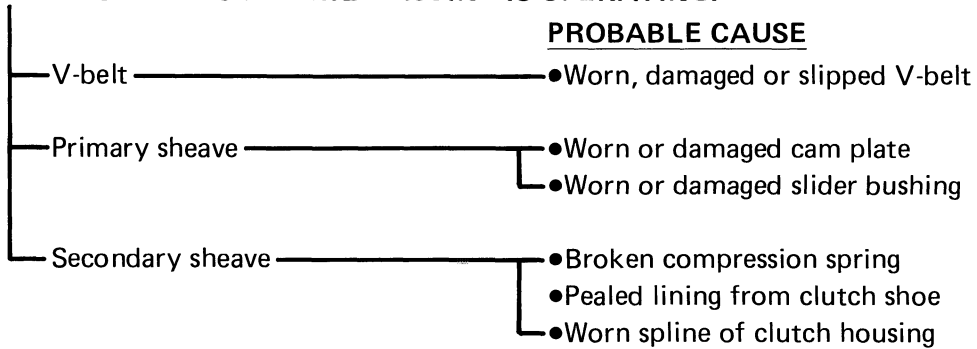 PROBABLE CAUSE
V-belt ●Worn, damaged or slipped V-belt
Primary sheave ●Worn or damaged cam plate
●Worn or damaged slider bushing
Secondary sheave ●Broken compression spring
●Pealed lining from clutch shoe
●Worn spline of clutch housing